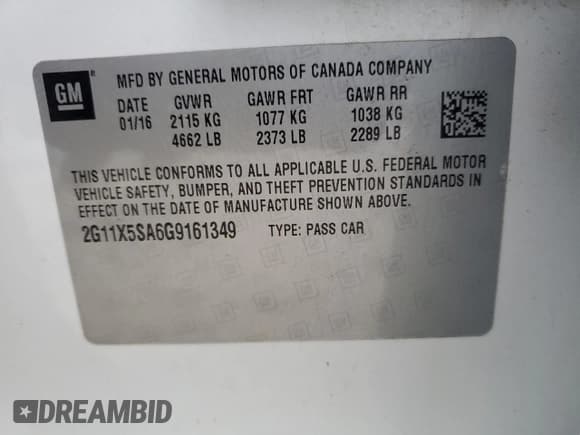 GM ®
MFD BY GENERAL MOTORS OF CANADA COMPANY
DATE GVWR GAWR FRT GAWR RR
01/16 2115 KG 1077 KG 1038 KG
4662 LB 2373 LB 2289 LB
THIS VEHICLE CONFORMS TO ALL APPLICABLE U.S. FEDERAL MOTOR
VEHICLE SAFETY, BUMPER, AND THEFT PREVENTION STANDARDS IN
EFFECT ON THE DATE OF MANUFACTURE SHOWN ABOVE.
2G11X5SA6G9161349 TYPE: PASS CAR
DREAMBID